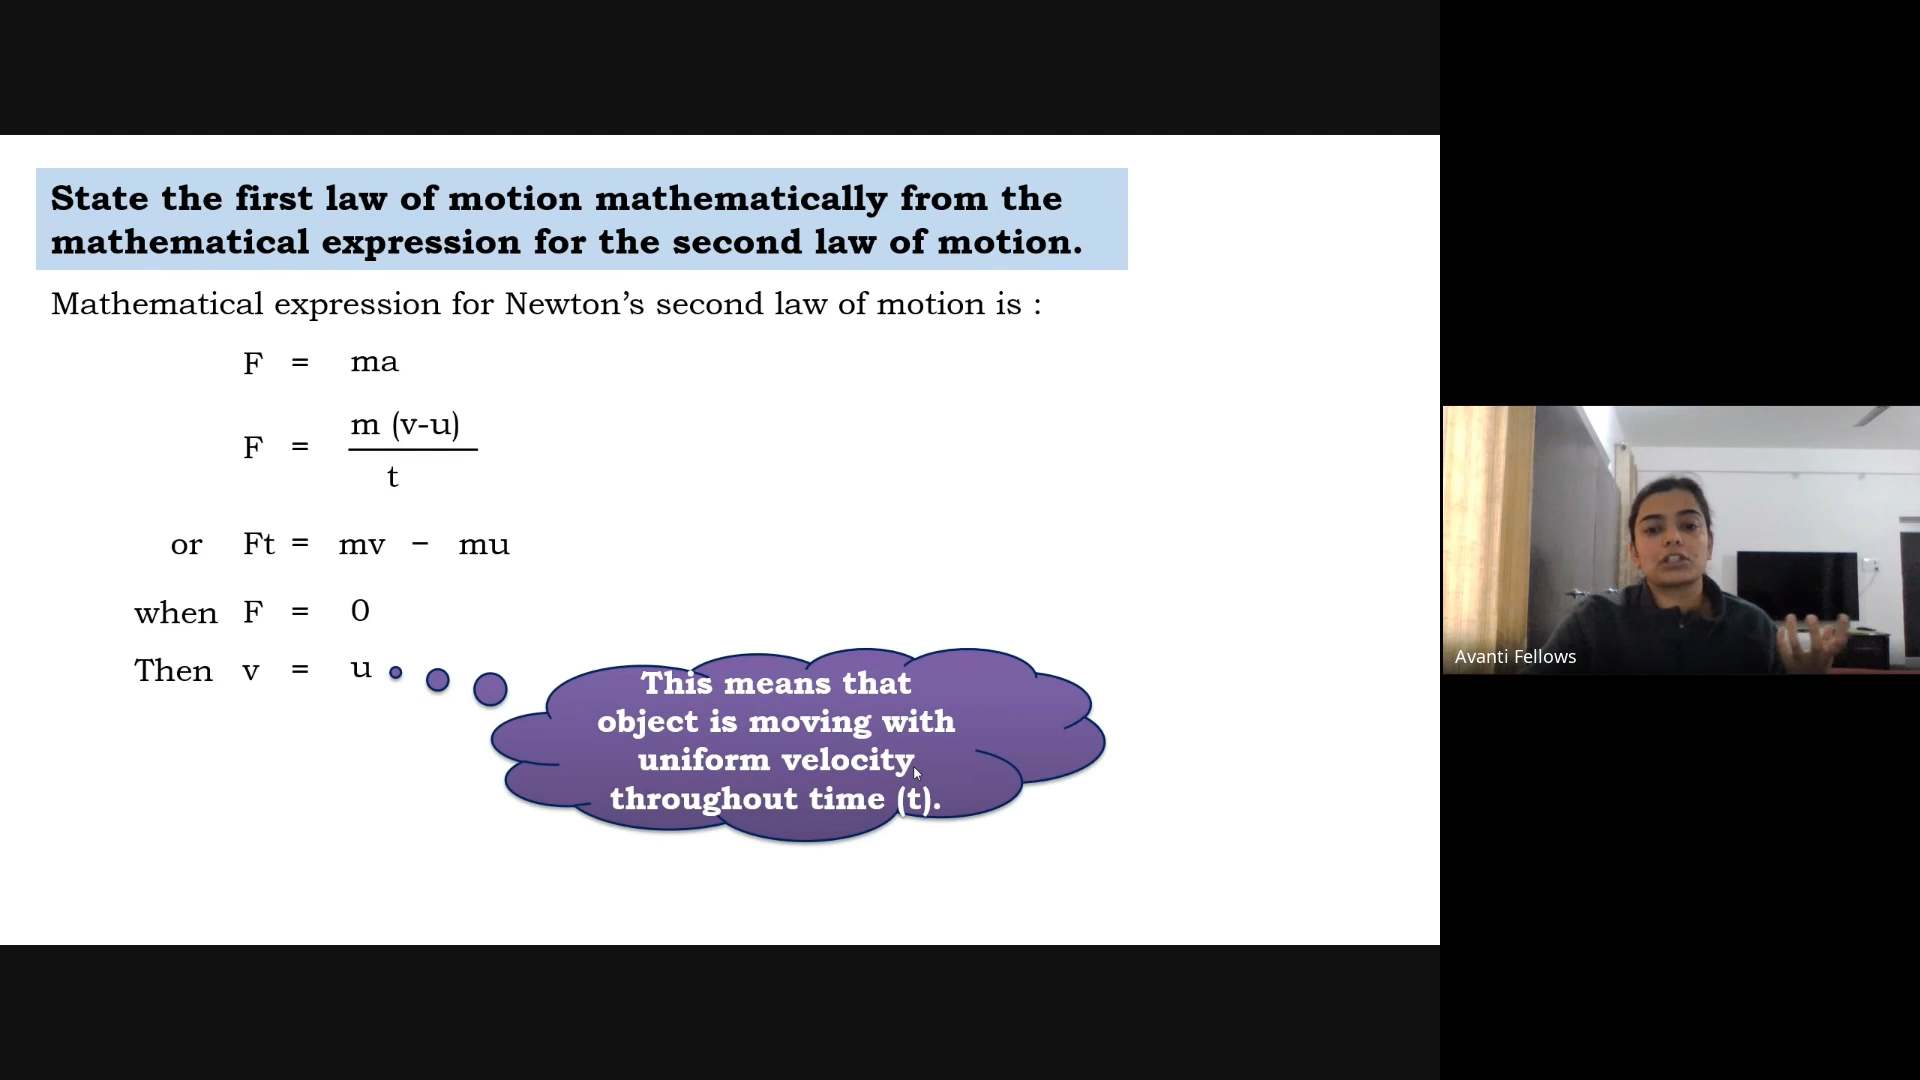 State the first law of motion mathematically from the
mathematical expression for the second law of motion.
Mathematical expression for Newton’s second law of motion is :
F = ma
F = m (v-u)
t
or Ft = mv − mu
when F = 0
Then v = u
This means that
object is moving with
uniform velocity
throughout time (t).
Avanti Fellows